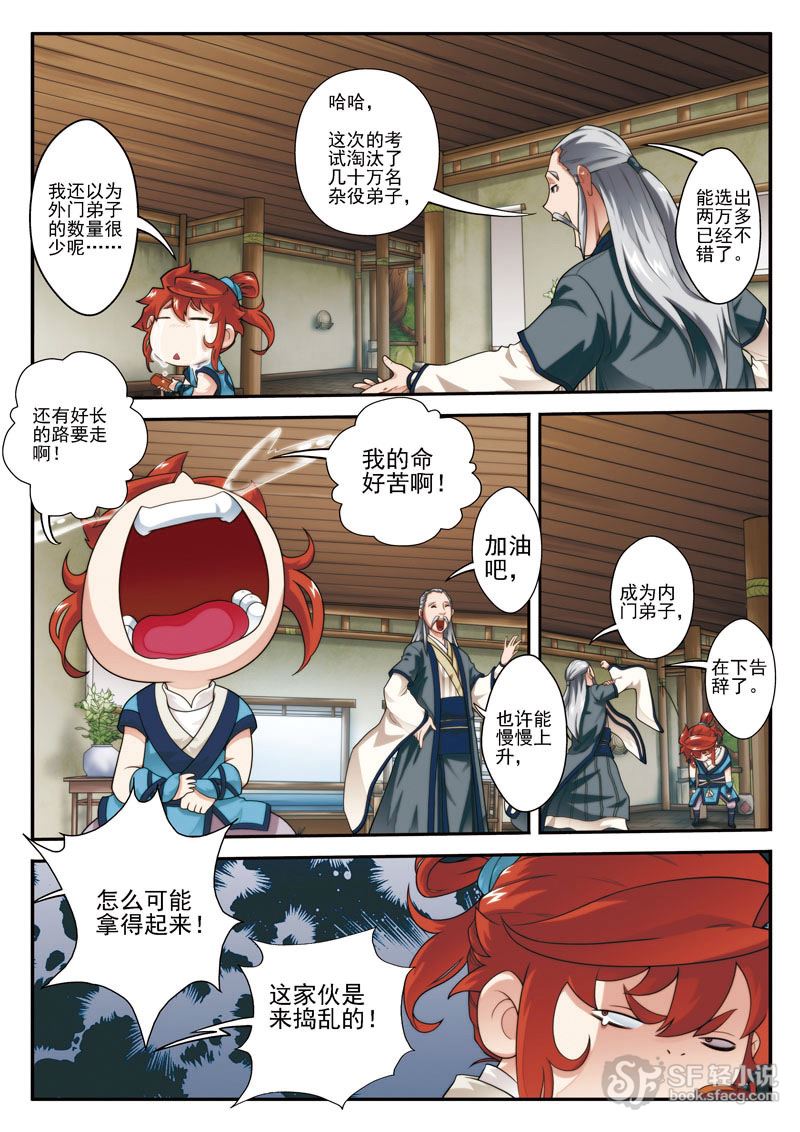 我还以为
外门弟子
的数量很
少呢……
哈哈，
这次的考
试淘汰了
几十万名
杂役弟子，
能选出
两万多
已经不
错了。
还有好长
的路要走
啊！
我的命
好苦啊！
加油
吧，
也许能
慢慢上
升，
成为内
门弟子，
在下告
辞了。
怎么可能
拿得起来！
这家伙是
来捣乱的！
SF轻小说
book.sfacg.com